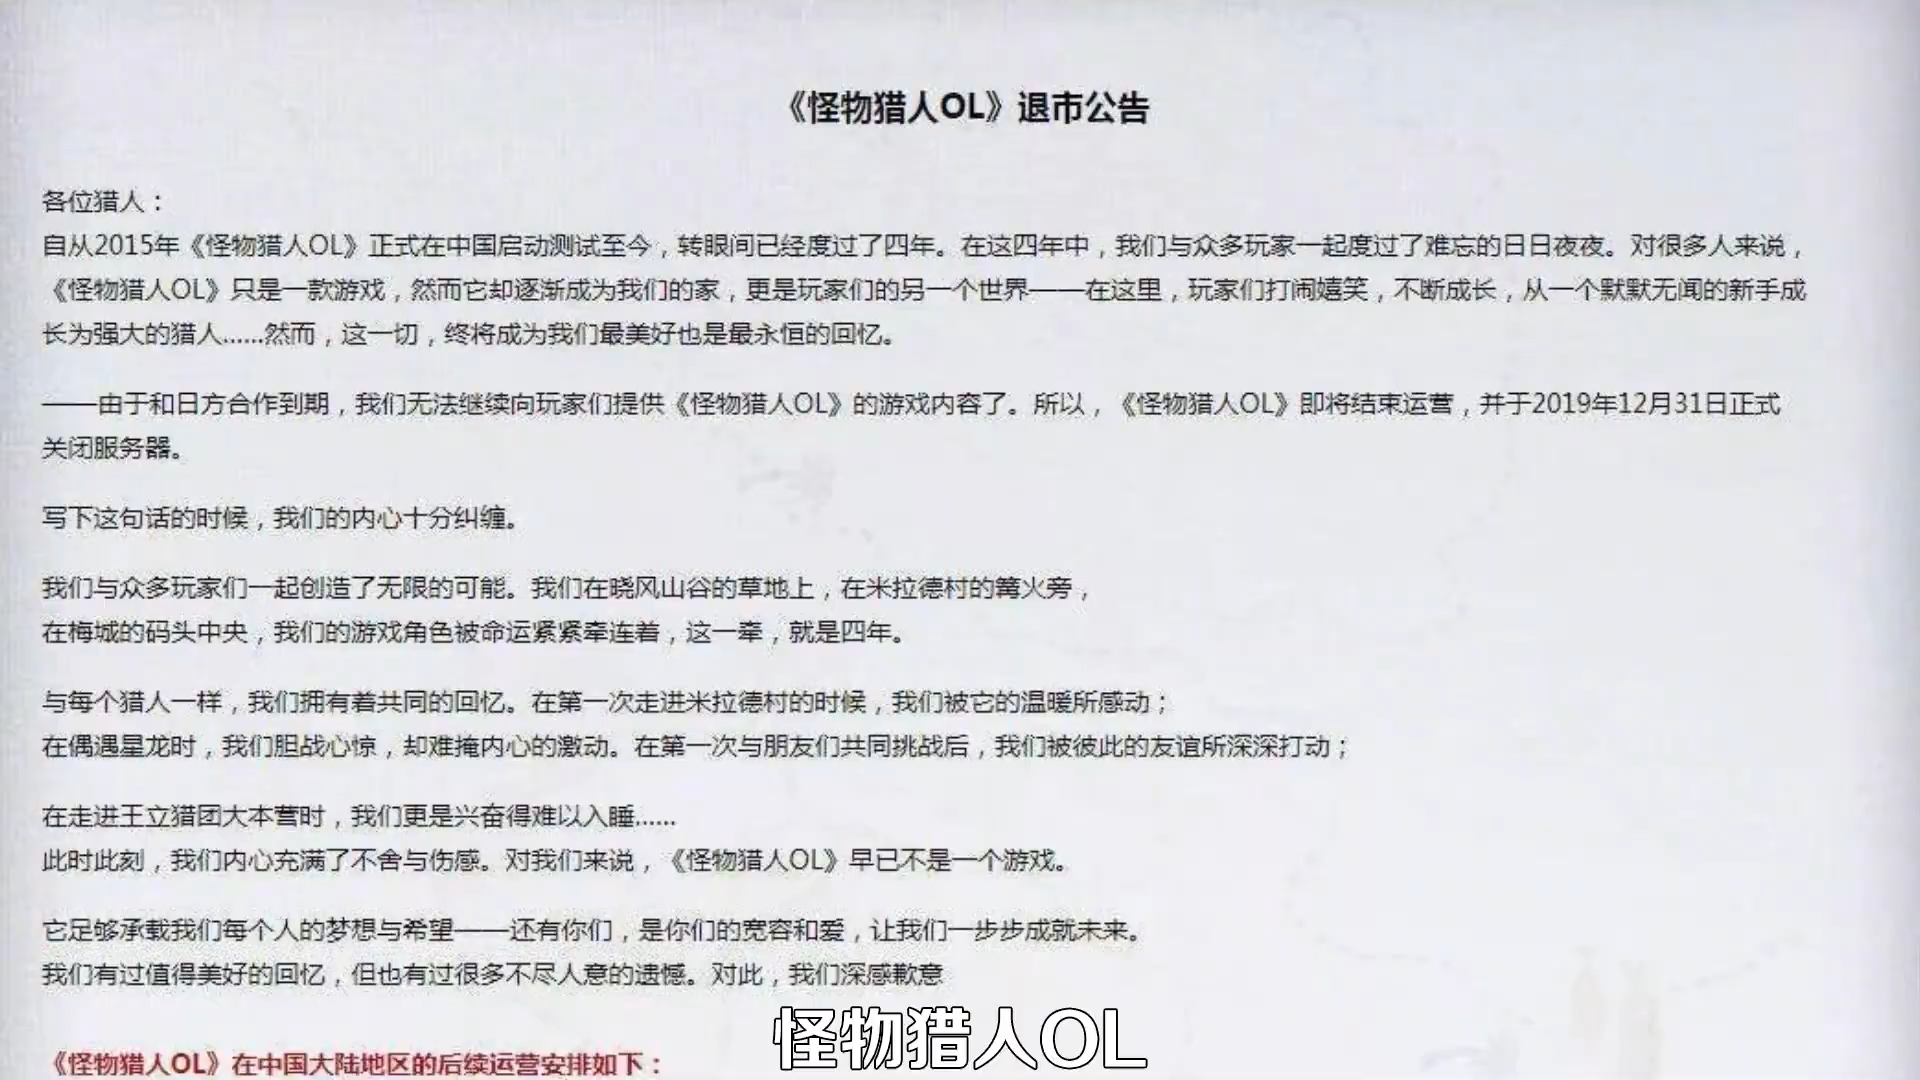 《怪物猎人OL》退市公告
各位猎人：
自从2015年《怪物猎人OL》正式在中国启动测试至今，转眼间已经度过了四年。在这四年中，我们与众多玩家一起度过了难忘的日日夜夜。对很多人来说，
《怪物猎人OL》只是一款游戏，然而它却逐渐成为我们的家，更是玩家们的另一个世界——在这里，玩家们打闹嬉笑，不断成长，从一个默默无闻的新手成
长为强大的猎人……然而，这一切，终将成为我们最美好也是最永恒的回忆。
——由于和日方合作到期，我们无法继续向玩家们提供《怪物猎人OL》的游戏内容了。所以，《怪物猎人OL》即将结束运营，并于2019年12月31日正式
关闭服务器。
写下这句话的时候，我们的内心十分纠缠。
我们与众多玩家们一起创造了无限的可能。我们在晓风山谷的草地上，在米拉德村的篝火旁，
在梅城的码头中央，我们的游戏角色被命运紧紧牵连着，这一牵，就是四年。
与每个猎人一样，我们拥有着共同的回忆。在第一次走进米拉德村的时候，我们被它的温暖所感动；
在偶遇星龙时，我们胆战心惊，却难掩内心的激动。在第一次与朋友们共同挑战后，我们被彼此的友谊所深深打动；
在走进王立猎团大本营时，我们更是兴奋得难以入睡……
此时此刻，我们内心充满了不舍与伤感。对我们来说，《怪物猎人OL》早已不是一个游戏。
它足够承载我们每个人的梦想与希望——还有你们，是你们的宽容和爱，让我们一步步成就未来。
我们有过值得美好的回忆，但也有过很多不尽人意的遗憾。对此，我们深感歉意
《怪物猎人OL》在中国大陆地区的后续运营安排如下：
怪物猎人OL